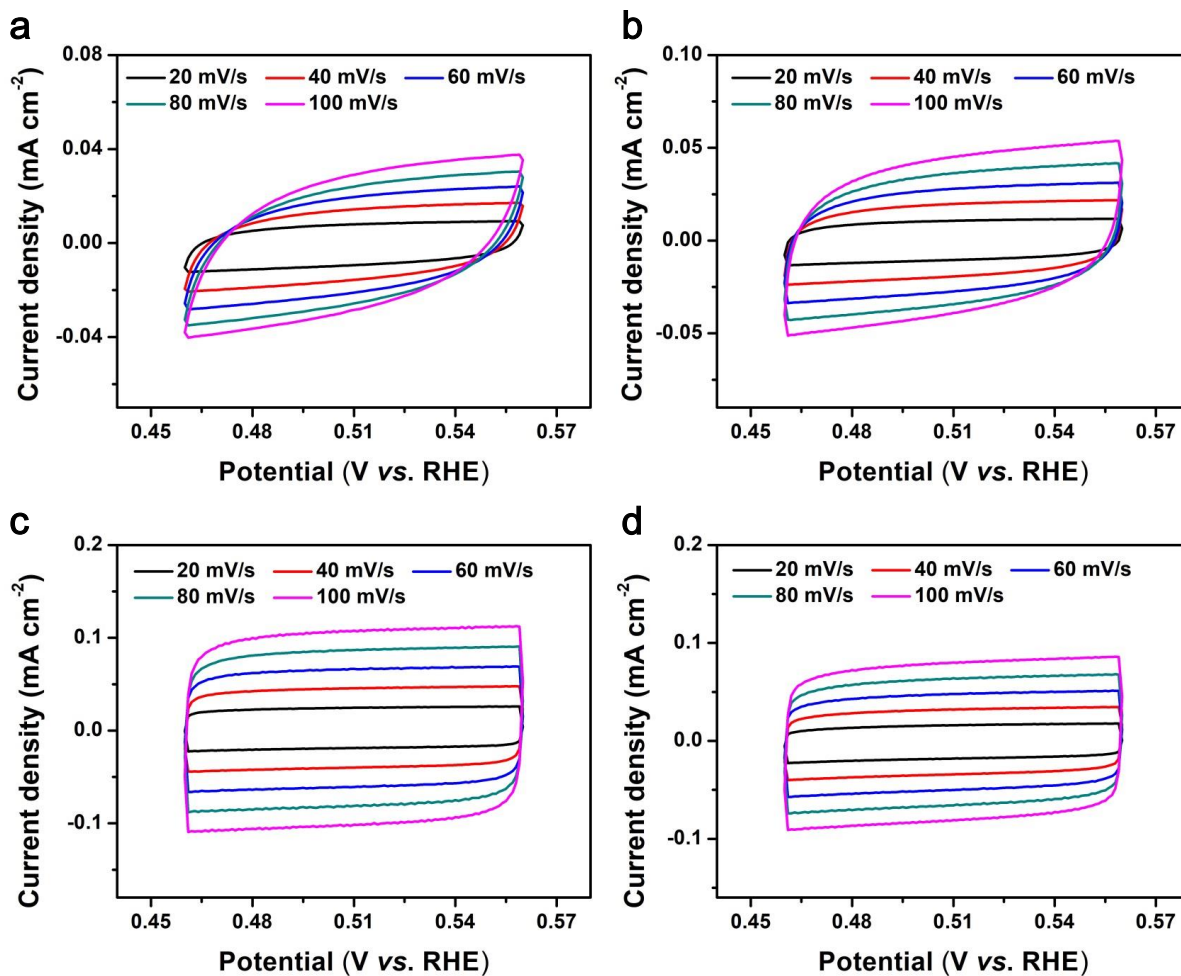 a
0.08
0.04
0.00
-0.04
20 mV/s 40 mV/s 60 mV/s
80 mV/s 100 mV/s
Current density (mA cm-2)
0.45 0.48 0.51 0.54 0.57
Potential (V vs. RHE)
b
0.10
0.05
0.00
-0.05
20 mV/s 40 mV/s 60 mV/s
80 mV/s 100 mV/s
Current density (mA cm-2)
0.45 0.48 0.51 0.54 0.57
Potential (V vs. RHE)
c
0.2
0.1
0.0
-0.1
20 mV/s 40 mV/s 60 mV/s
80 mV/s 100 mV/s
Current density (mA cm-2)
0.45 0.48 0.51 0.54 0.57
Potential (V vs. RHE)
d
0.2
0.1
0.0
-0.1
20 mV/s 40 mV/s 60 mV/s
80 mV/s 100 mV/s
Current density (mA cm-2)
0.45 0.48 0.51 0.54 0.57
Potential (V vs. RHE)